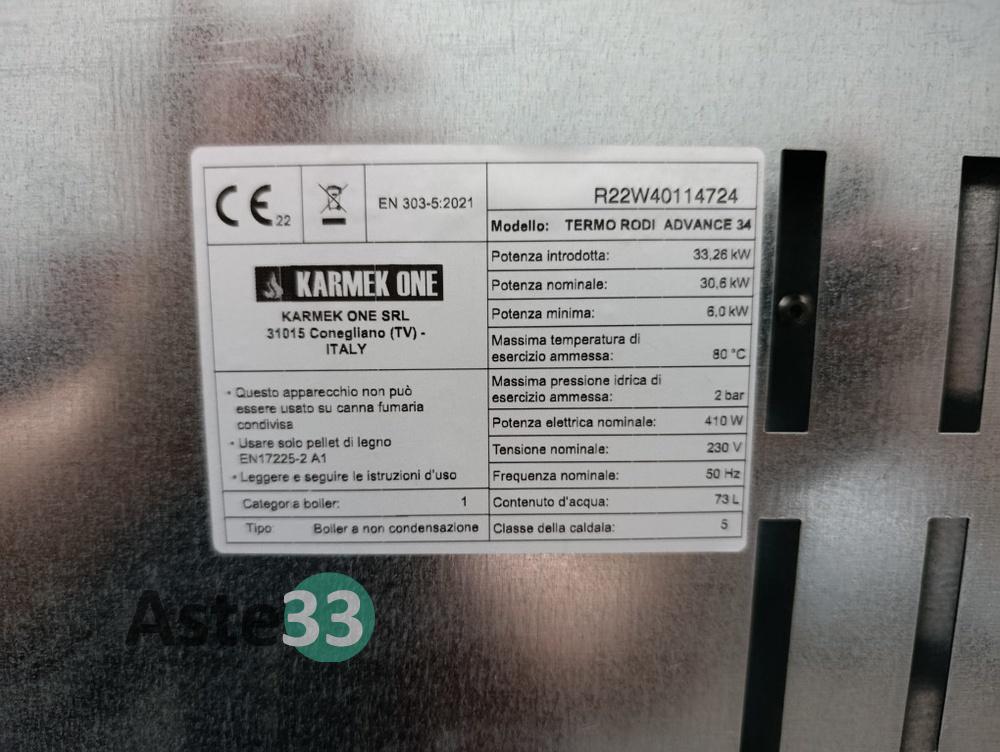 CE 22
EN 303-5:2021
R22W40114724
Modello: TERMO RODI ADVANCE 34
KARMEK ONE
KARMEK ONE SRL
31015 Conegliano (TV) -
ITALY
• Questo apparecchio non può
essere usato su canna fumaria
condivisa
• Usare solo pellet di legno
EN17225-2 A1
• Leggere e seguire le istruzioni d'uso
Categoria boiler: 1
Tipo: Boiler a non condensazione
Potenza introdotta: 33,26 kW
Potenza nominale: 30,6 kW
Potenza minima: 6,0 kW
Massima temperatura di
esercizio ammessa: 80 °C
Massima pressione idrica di
esercizio ammessa: 2 bar
Potenza elettrica nominale: 410 W
Tensione nominale: 230 V
Frequenza nominale: 50 Hz
Contenuto d'acqua: 73 L
Classe della caldaia: 5
Aste33